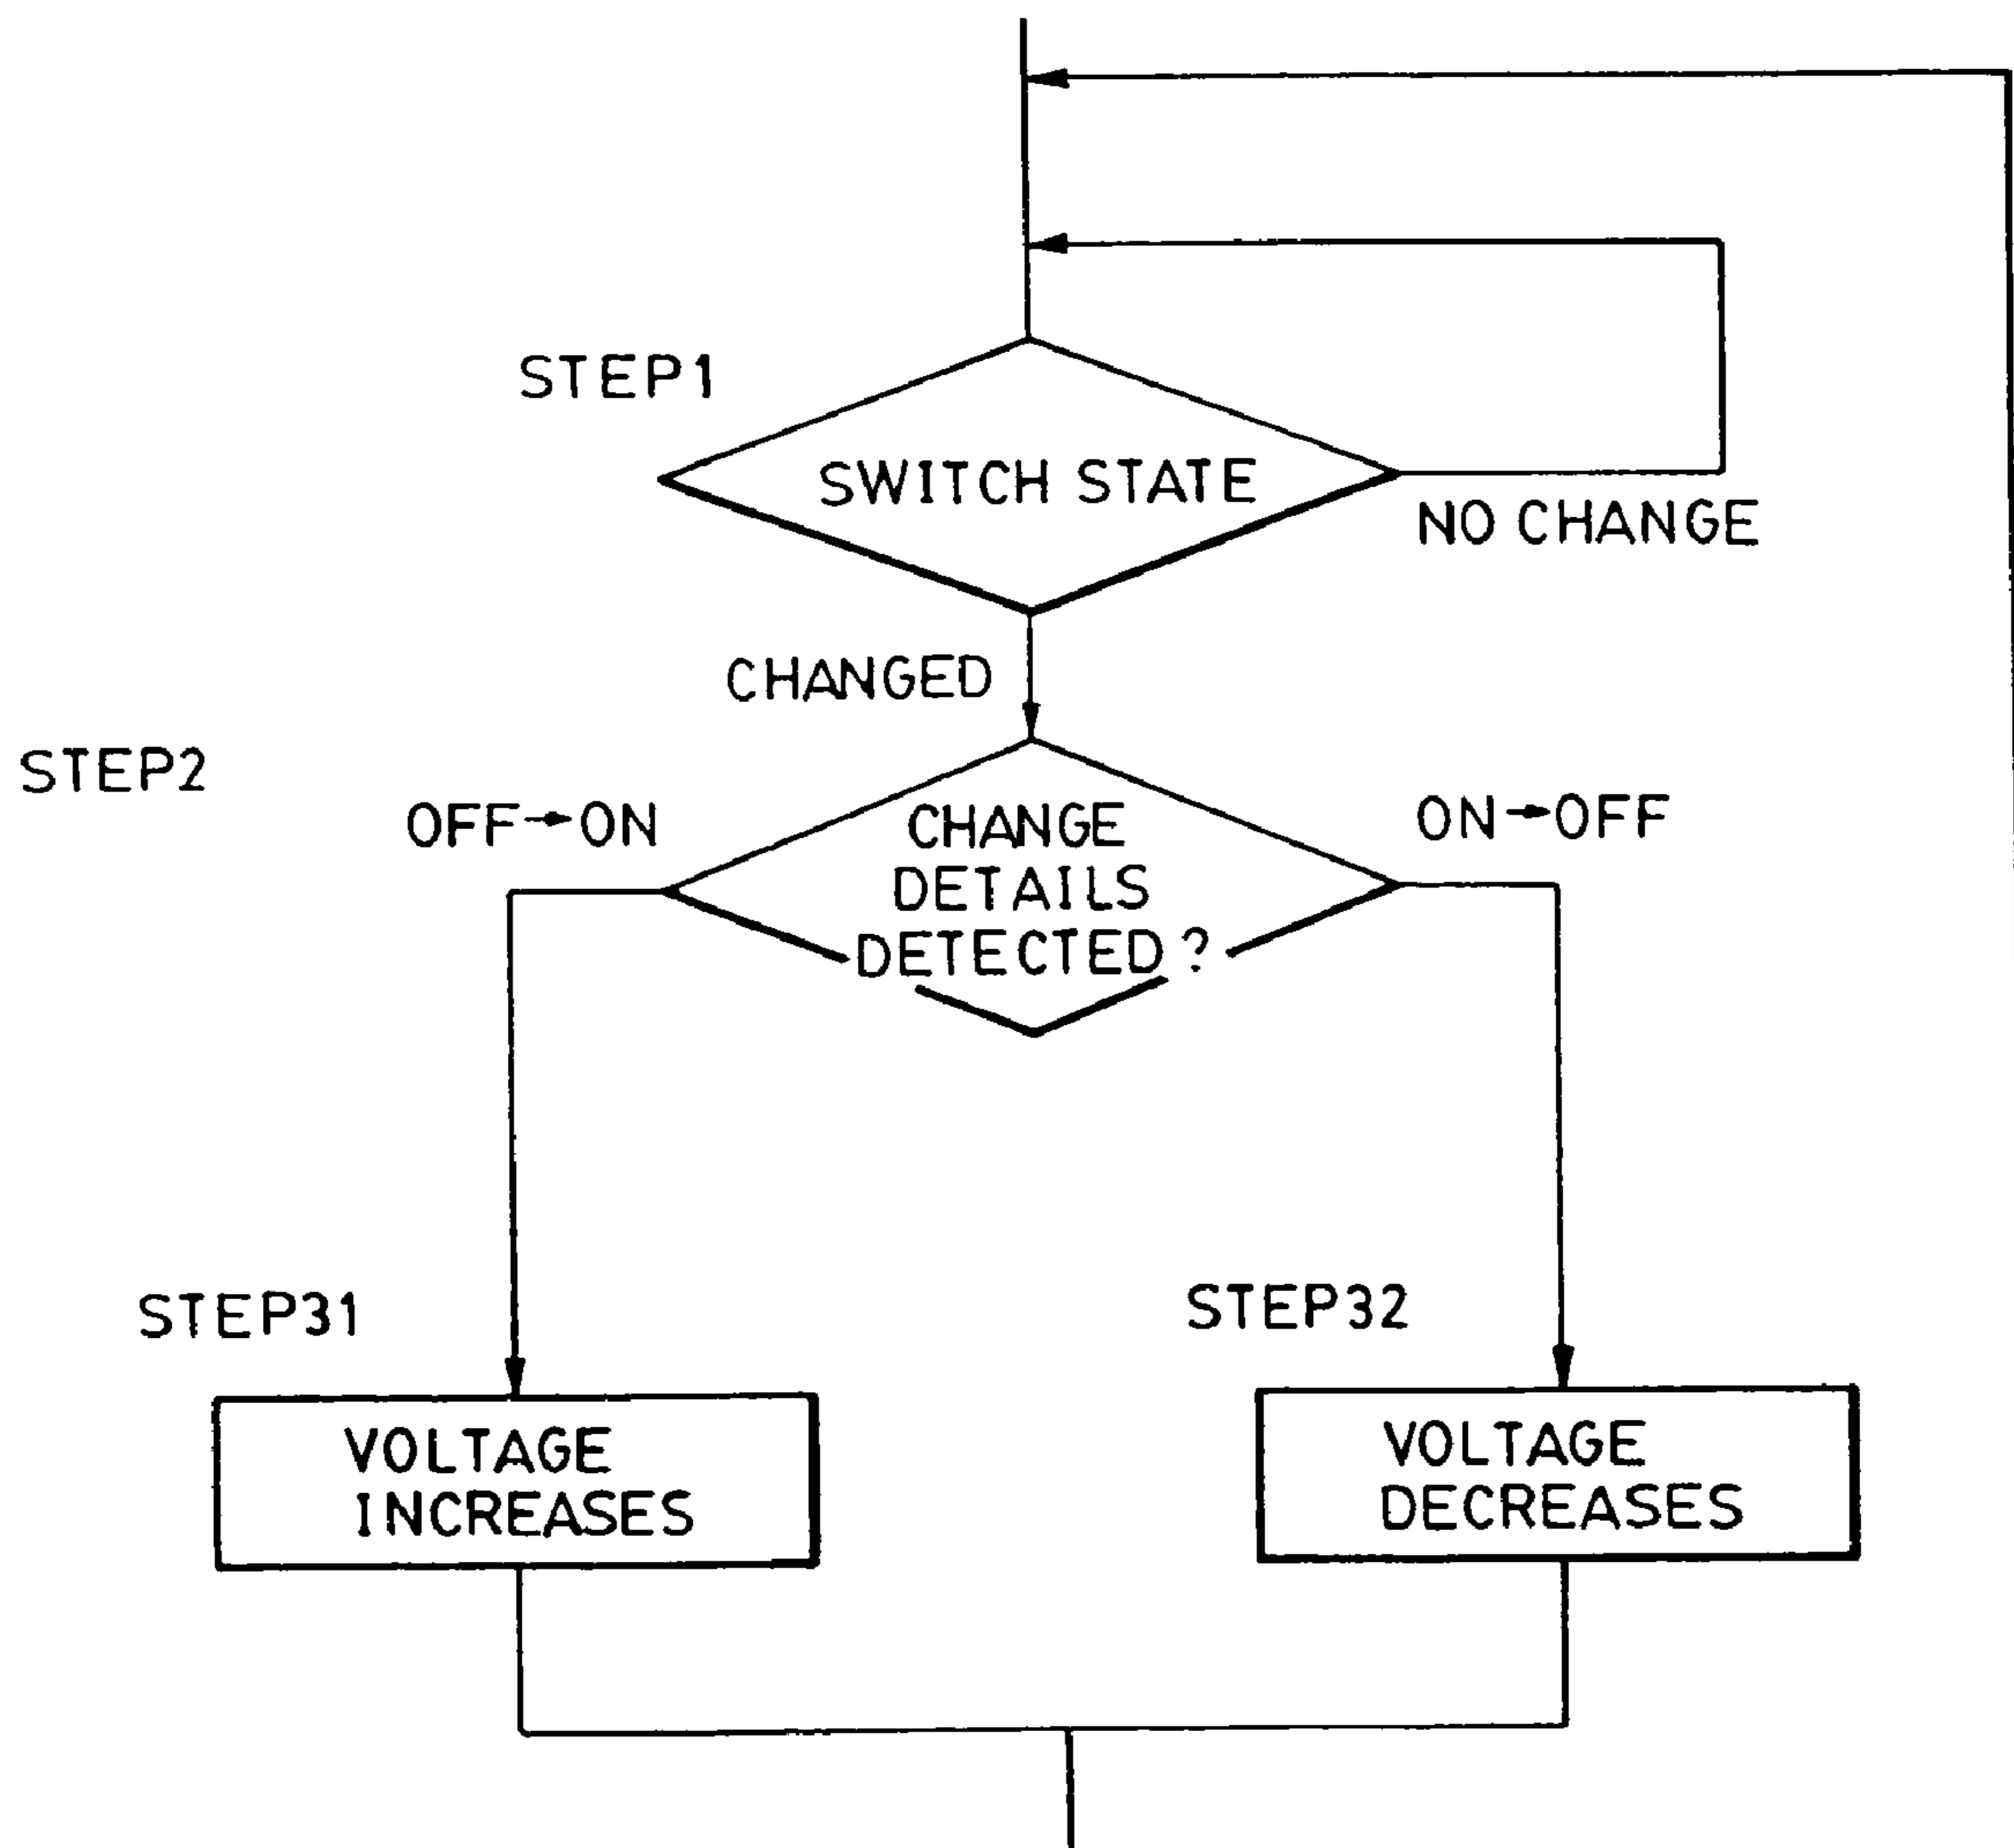 STEP1
SWITCH STATE
NO CHANGE
CHANGED
STEP2
OFF→ON
CHANGE
DETAILS
DETECTED ?
ON→OFF
STEP31
VOLTAGE
INCREASES
STEP32
VOLTAGE
DECREASES